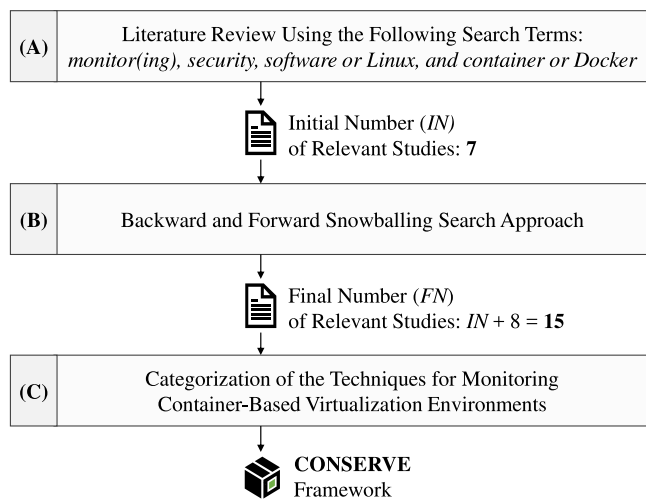 (A)
Literature Review Using the Following Search Terms:
monitor(ing), security, software or Linux, and container or Docker
Initial Number (IN)
of Relevant Studies: 7
(B)
Backward and Forward Snowballing Search Approach
Final Number (FN)
of Relevant Studies: IN + 8 = 15
(C)
Categorization of the Techniques for Monitoring
Container-Based Virtualization Environments
CONSERVE
Framework